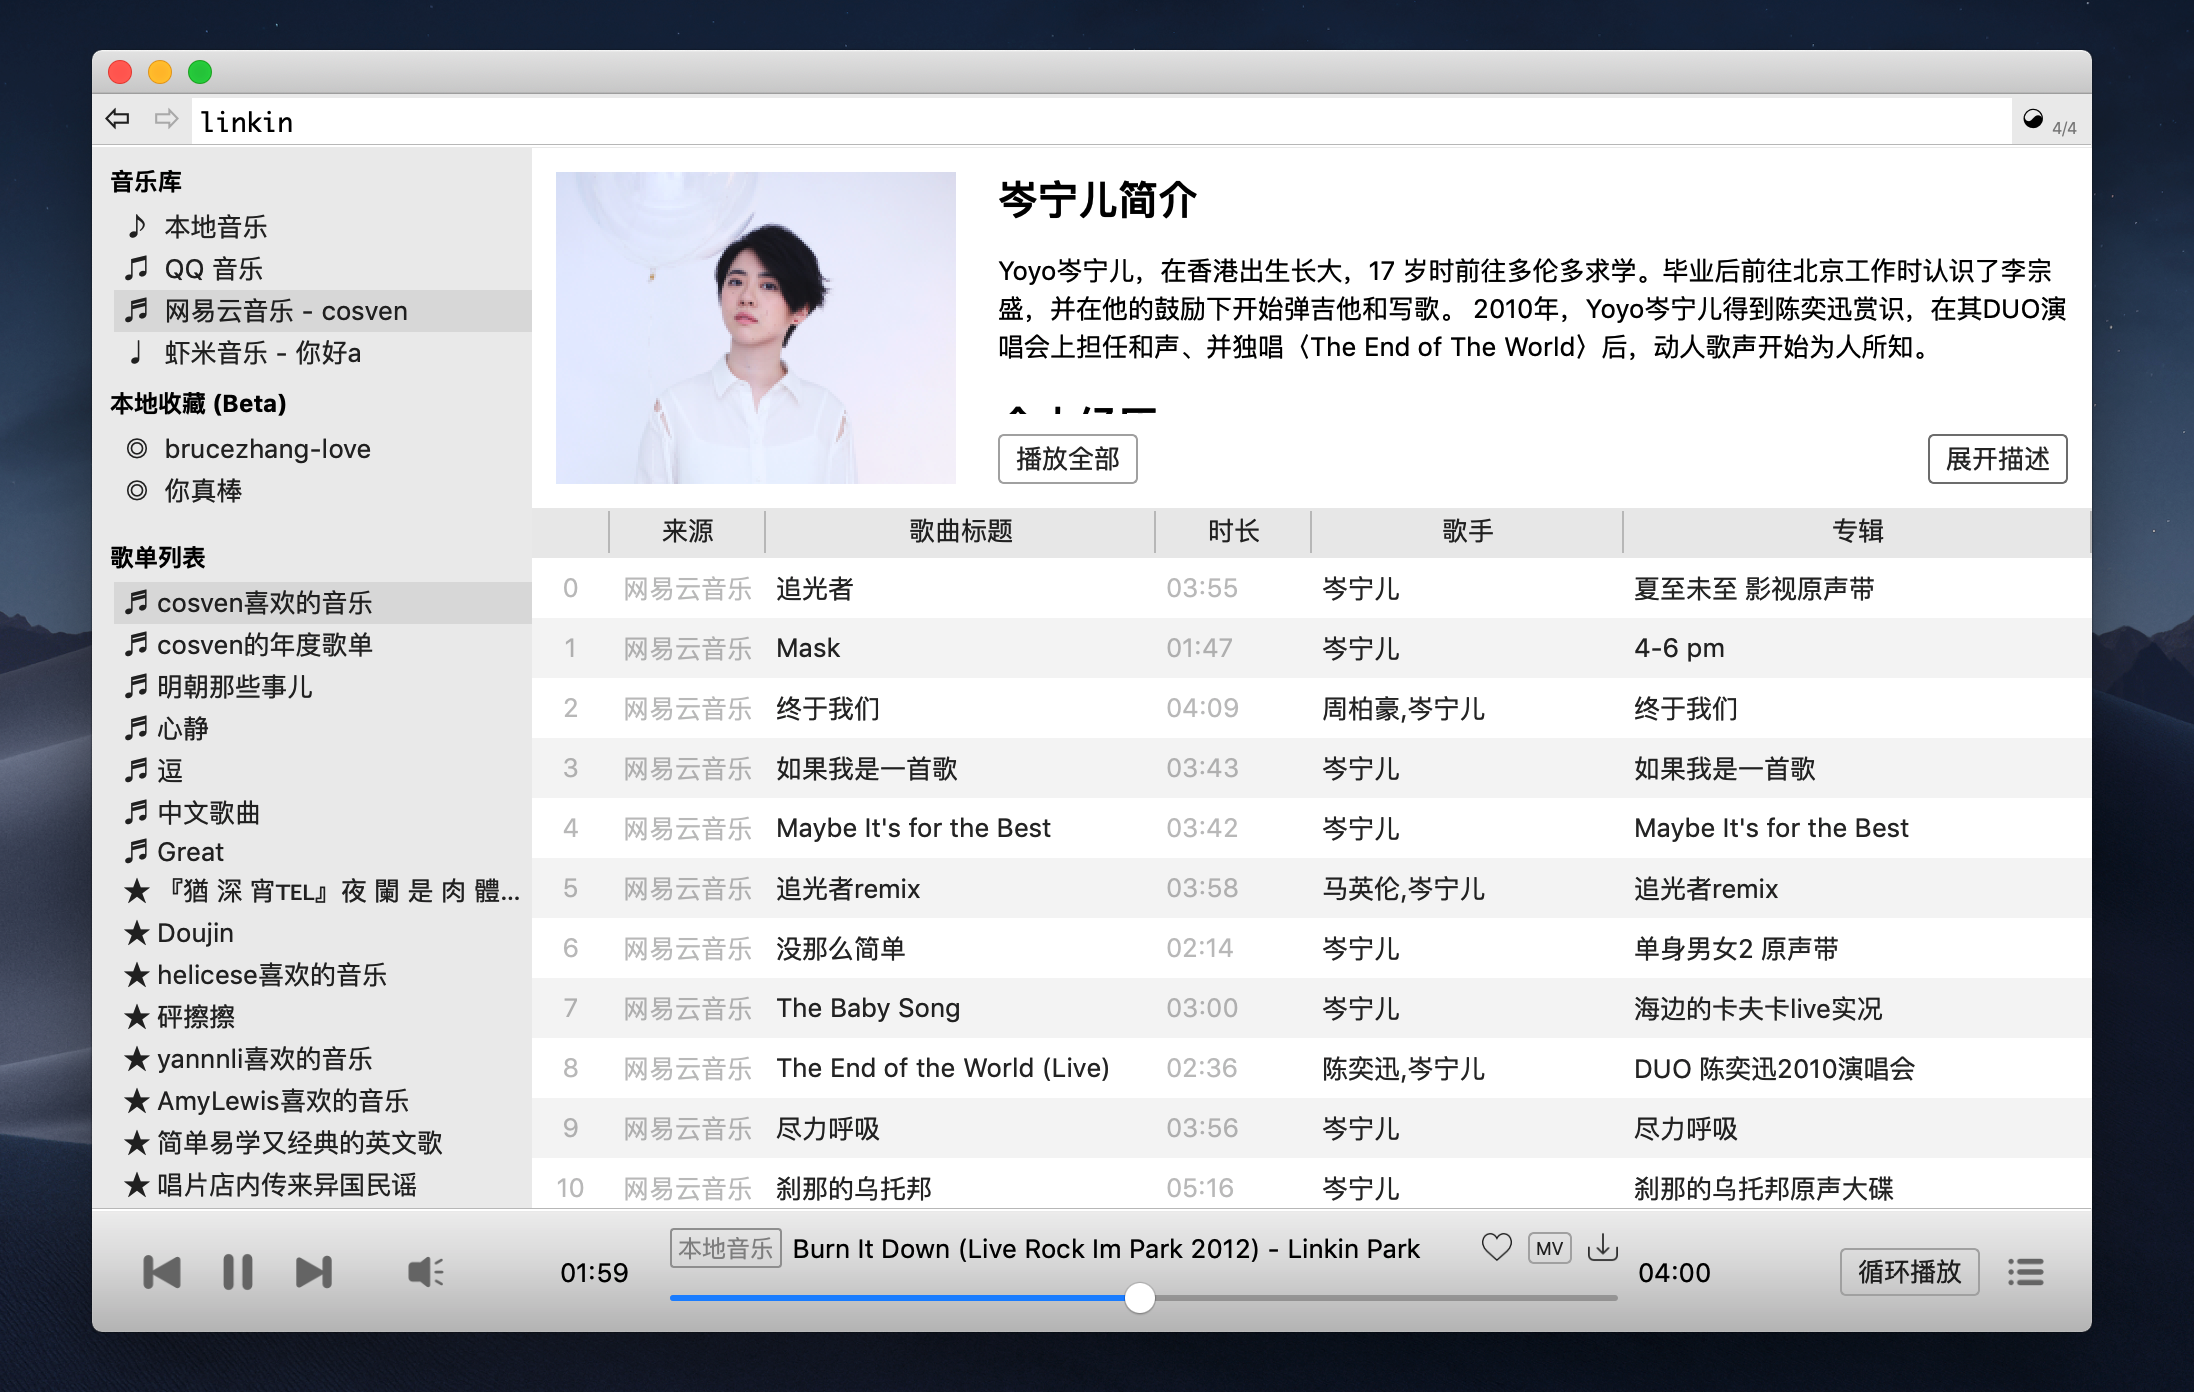 linkin
4/4
音乐库
本地音乐
QQ 音乐
网易云音乐 - cosven
虾米音乐 - 你好a
本地收藏 (Beta)
brucezhang-love
你真棒
歌单列表
cosven喜欢的音乐
cosven的年度歌单
明朝那些事儿
心静
逗
中文歌曲
Great
『猶 深 宵TEL』夜 闌 是 肉 體...
Doujin
helicese喜欢的音乐
砰擦擦
yannnli喜欢的音乐
AmyLewis喜欢的音乐
简单易学又经典的英文歌
唱片店内传来异国民谣
岑宁儿简介
Yoyo岑宁儿，在香港出生长大，17 岁时前往多伦多求学。毕业后前往北京工作时认识了李宗
盛，并在他的鼓励下开始弹吉他和写歌。 2010年，Yoyo岑宁儿得到陈奕迅赏识，在其DUO演
唱会上担任和声、并独唱〈The End of The World〉后，动人歌声开始为人所知。
播放全部 展开描述
来源 歌曲标题 时长 歌手 专辑
0 网易云音乐 追光者 03:55 岑宁儿 夏至未至 影视原声带
1 网易云音乐 Mask 01:47 岑宁儿 4-6 pm
2 网易云音乐 终于我们 04:09 周柏豪,岑宁儿 终于我们
3 网易云音乐 如果我是一首歌 03:43 岑宁儿 如果我是一首歌
4 网易云音乐 Maybe It's for the Best 03:42 岑宁儿 Maybe It's for the Best
5 网易云音乐 追光者remix 03:58 马英伦,岑宁儿 追光者remix
6 网易云音乐 没那么简单 02:14 岑宁儿 单身男女2 原声带
7 网易云音乐 The Baby Song 03:00 岑宁儿 海边的卡夫卡live实况
8 网易云音乐 The End of the World (Live) 02:36 陈奕迅,岑宁儿 DUO 陈奕迅2010演唱会
9 网易云音乐 尽力呼吸 03:56 岑宁儿 尽力呼吸
10 网易云音乐 刹那的乌托邦 05:16 岑宁儿 刹那的乌托邦原声大碟
01:59 本地音乐 Burn It Down (Live Rock Im Park 2012) - Linkin Park MV 04:00 循环播放